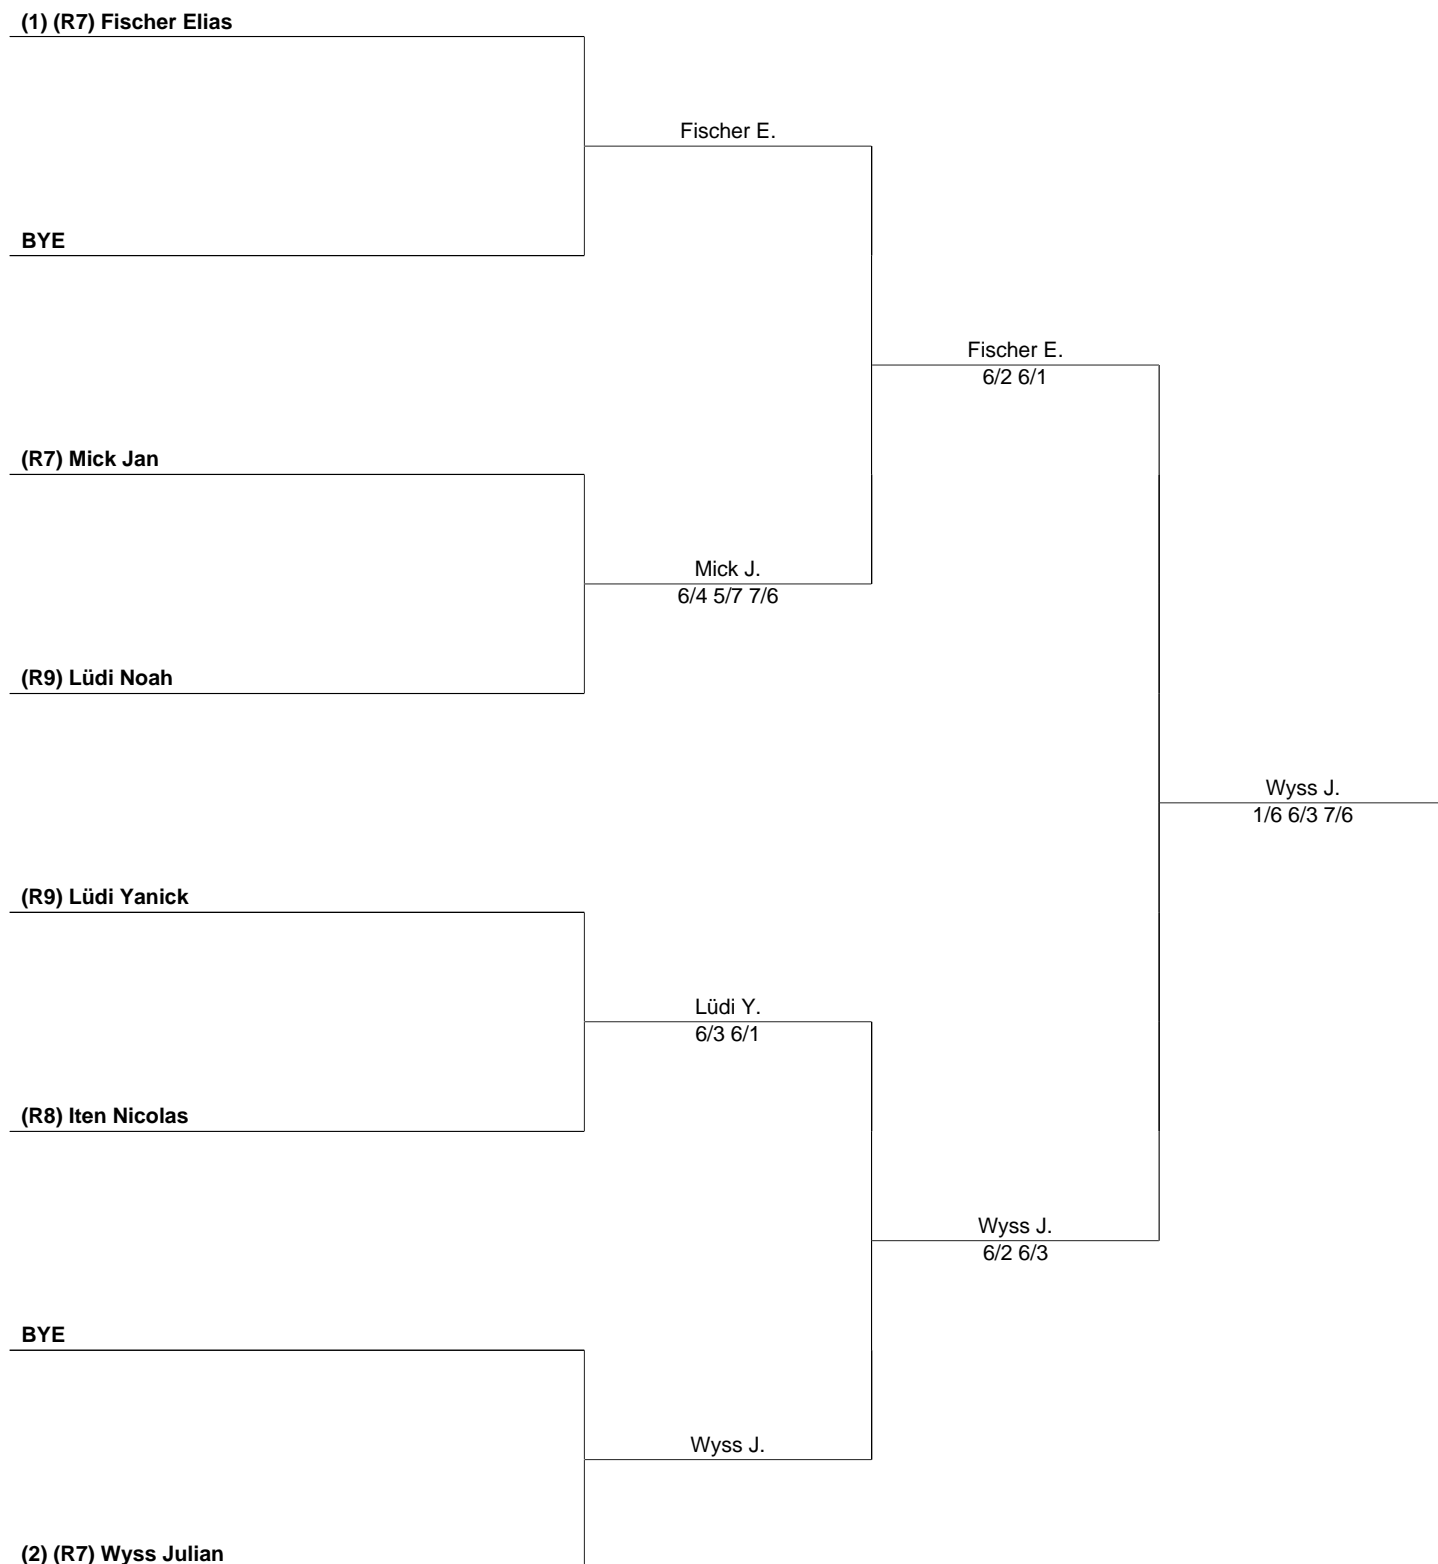 (1) (R7) Fischer Elias
Fischer E.
BYE
Fischer E.
6/2 6/1
(R7) Mick Jan
Mick J.
6/4 5/7 7/6
(R9) Lüdi Noah
Wyss J.
1/6 6/3 7/6
(R9) Lüdi Yanick
Lüdi Y.
6/3 6/1
(R8) Iten Nicolas
Wyss J.
6/2 6/3
BYE
Wyss J.
(2) (R7) Wyss Julian